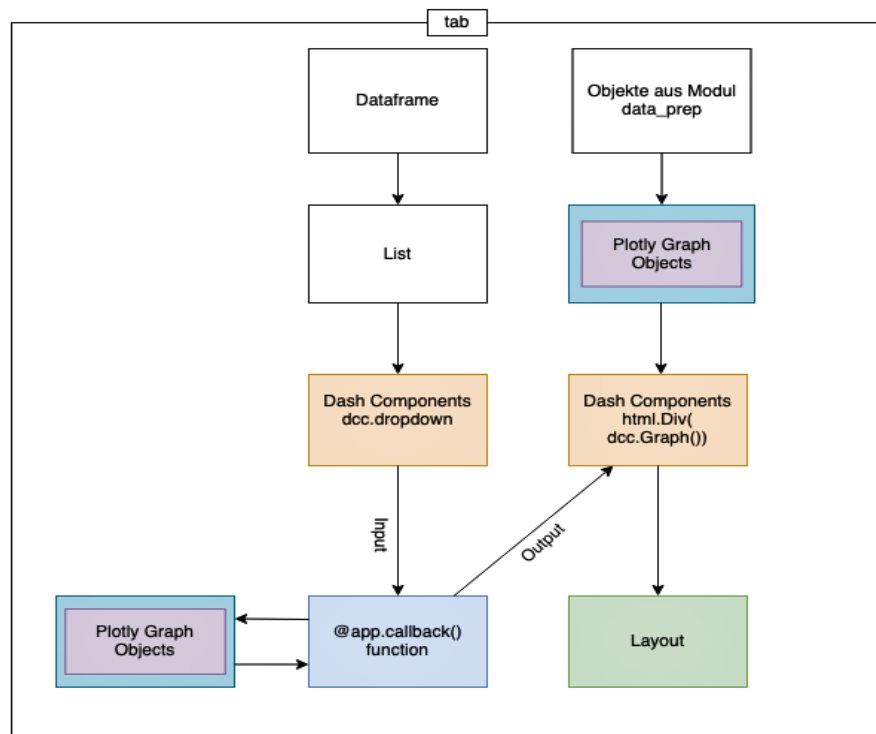 tab
Dataframe
Objekte aus Modul
data_prep
List
Plotly Graph
Objects
Dash Components
dcc.dropdown
Dash Components
html.Div(
dcc.Graph())
Input
Output
Plotly Graph
Objects
@app.callback()
function
Layout